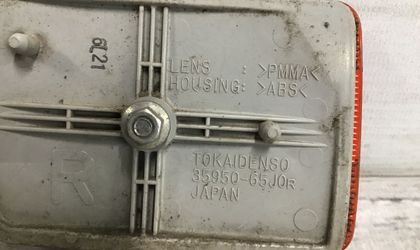 6L21
LENS : >PMMA<
HOUSING: >ABS<
R
TOKAIDENSO
35950-65J0R
JAPAN